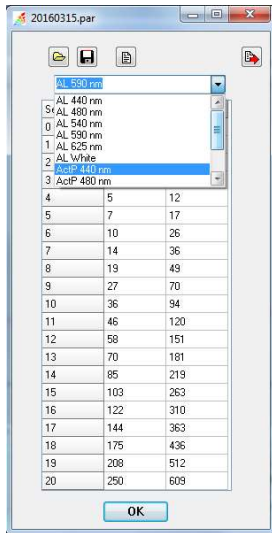 20160315.par
AL 590 nm
Se
AL 440 nm
AL 480 nm
0 AL 540 nm
AL 590 nm
1 AL 625 nm
AL White
2 ActP 440 nm
3 ActP 480 nm
4 5 12
5 7 17
6 10 26
7 14 36
8 19 49
9 27 70
10 36 94
11 46 120
12 58 151
13 70 181
14 85 219
15 103 263
16 122 310
17 144 363
18 175 436
19 208 512
20 250 609
OK